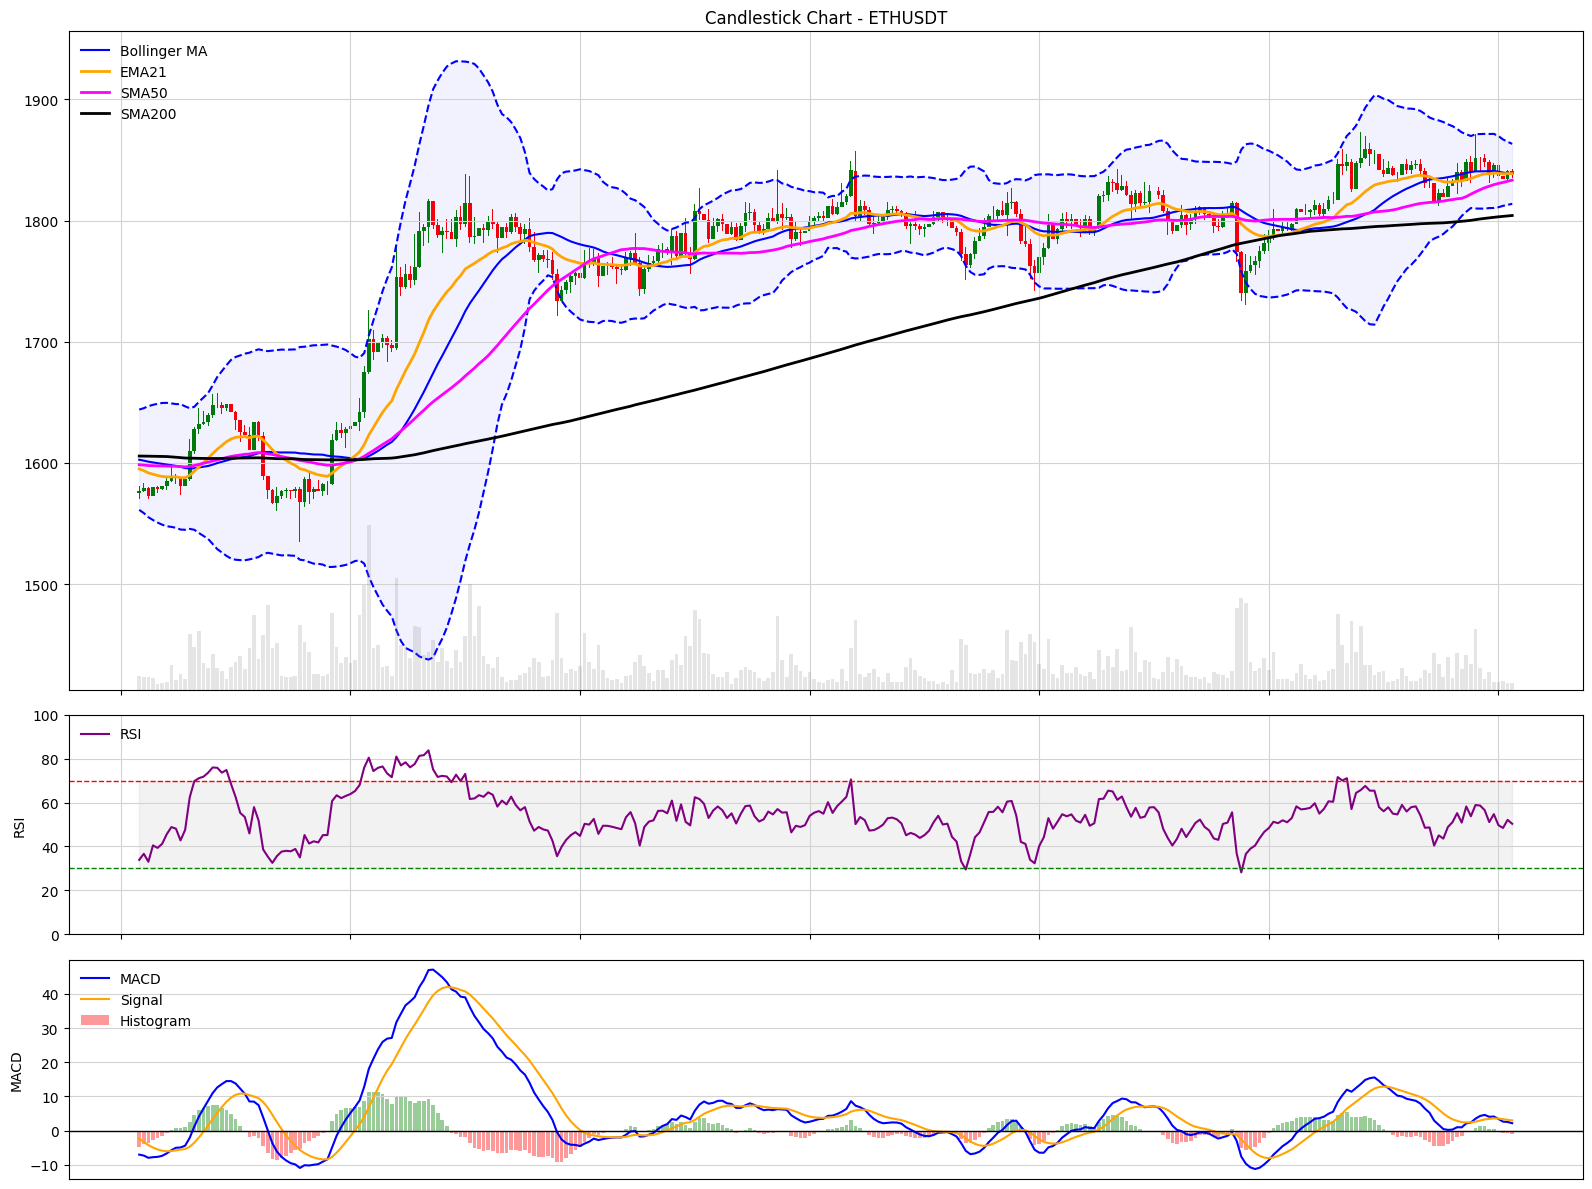 Candlestick Chart - ETHUSDT
Bollinger MA
EMA21
SMA50
SMA200
1900
1800
1700
1600
1500
RSI
100
80
60
40
20
0
RSI
MACD
Signal
Histogram
40
30
20
10
0
−10
MACD